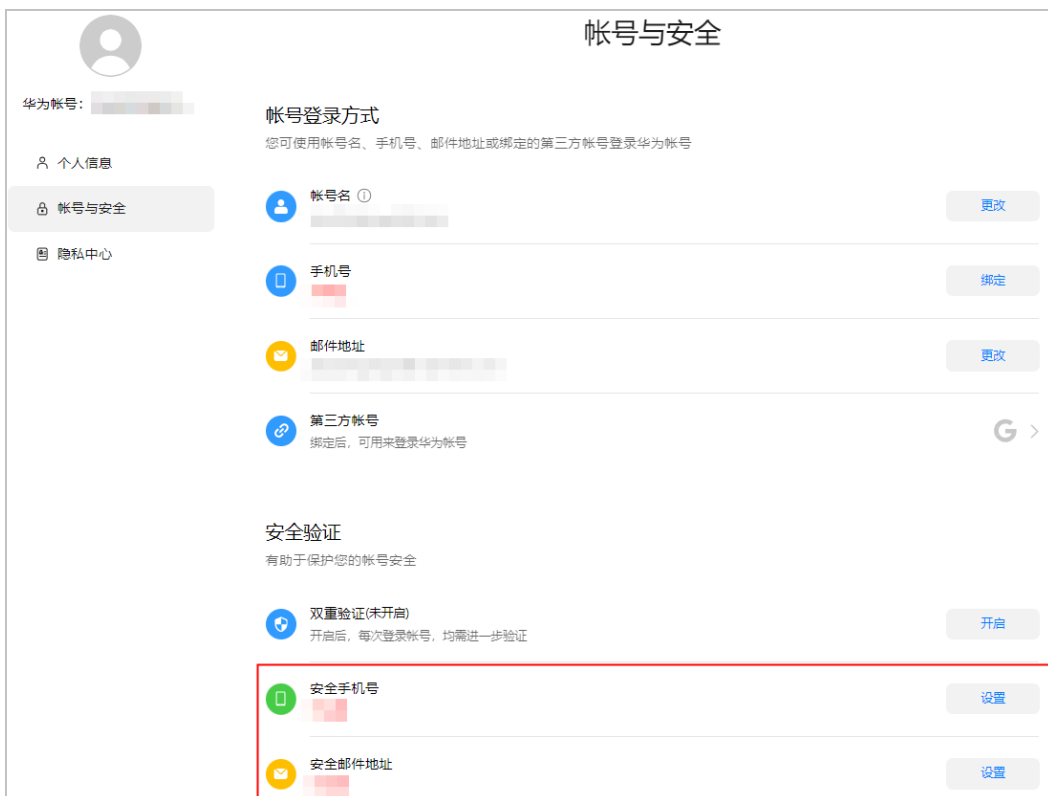 帐号与安全
华为帐号：
个人信息
帐号与安全
隐私中心
帐号登录方式
您可使用帐号名、手机号、邮件地址或绑定的第三方帐号登录华为帐号
帐号名
更改
手机号
绑定
邮件地址
更改
第三方帐号
绑定后，可用来登录华为帐号
G
安全验证
有助于保护您的帐号安全
双重验证(未开启)
开启后，每次登录帐号，均需进一步验证
开启
安全手机号
设置
安全邮件地址
设置